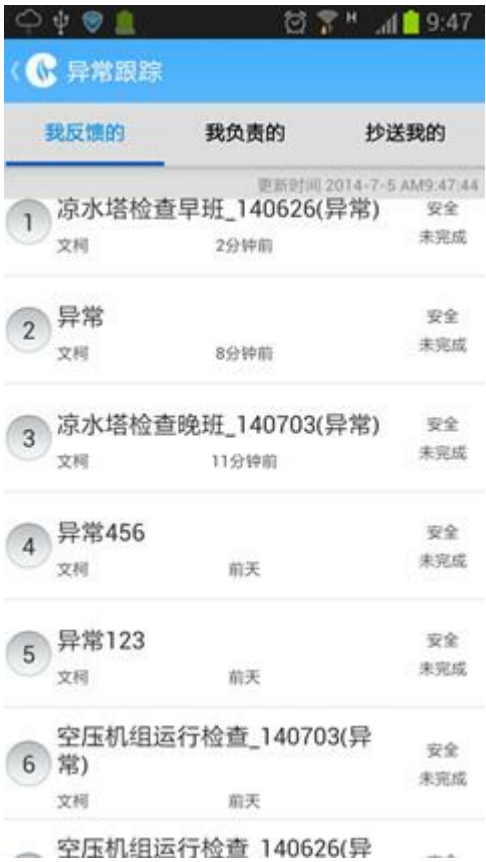 H 9:47
异常跟踪
我反馈的 我负责的 抄送我的
更新时间 2014-7-5 AM9:47:44
1 凉水塔检查早班_140626(异常) 安全
文柯 2分钟前 未完成
2 异常 安全
文柯 8分钟前 未完成
3 凉水塔检查晚班_140703(异常) 安全
文柯 11分钟前 未完成
4 异常456 安全
文柯 前天 未完成
5 异常123 安全
文柯 前天 未完成
6 空压机组运行检查_140703(异 安全
常) 未完成
文柯 前天
空压机组运行检查_140626(异